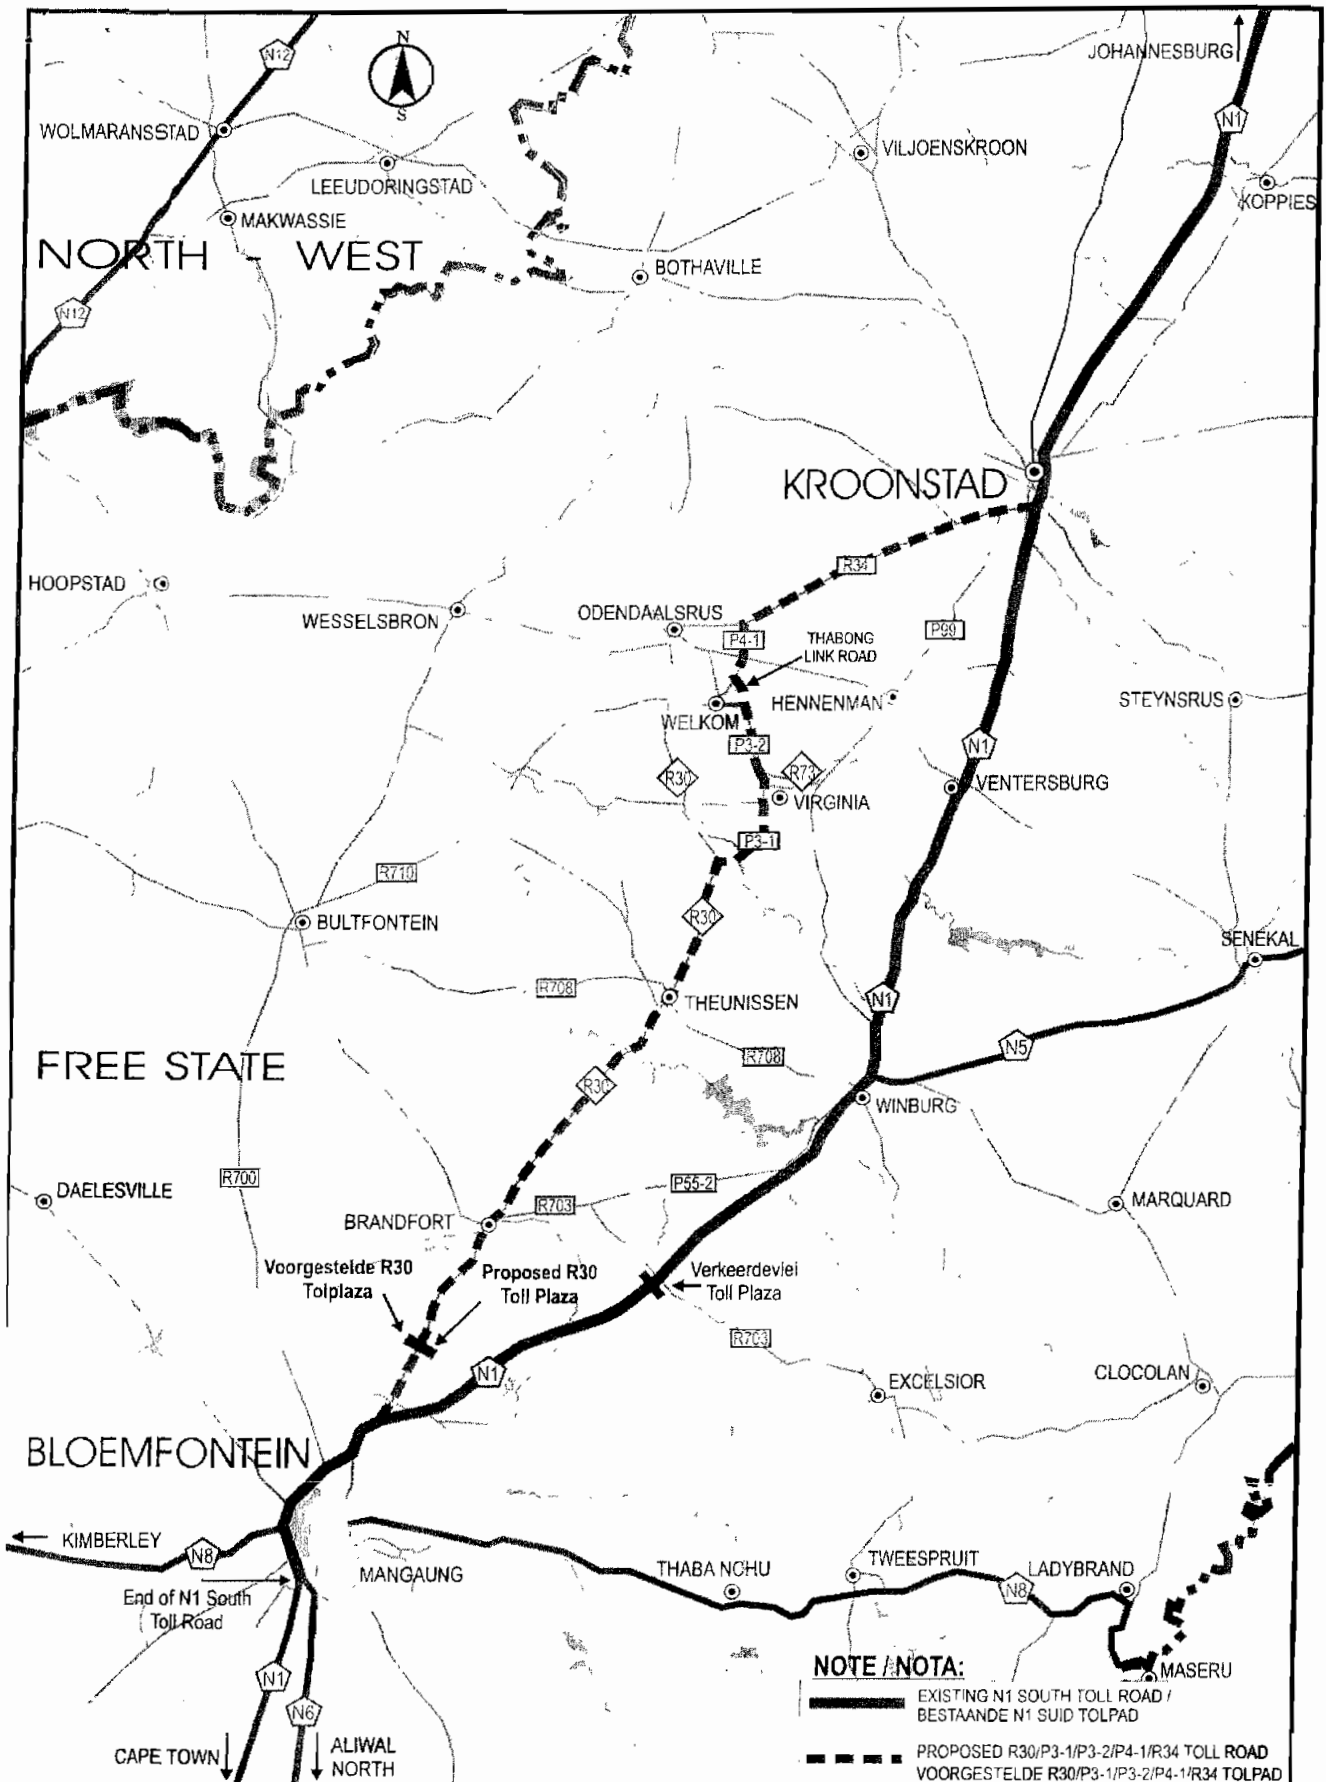 N
S
JOHANNESBURG
N12
N1
WOLMARANSSTAD
VILJOENSKROON
LEEUDORINGSTAD
KOPPIES
MAKWASSIE
NORTH WEST
BOTHAVILLE
N12
KROONSTAD
R34
HOOPSTAD
WESSELSBRON
ODENDAALSRUS
P4-1
THABONG
LINK ROAD
P99
WELKOM
HENNENMAN
STEYNSRUS
P3-2
N1
R30
R73
VIRGINIA
VENTERSBURG
P3-1
R710
BULTFONTEIN
R30
SENEKAL
R708
THEUNISSEN
N1
N5
R708
FREE STATE
R30
WINBURG
R700
P55-2
DAELESVILLE
R703
MARQUARD
BRANDFORT
Voorgestelde R30
Tolplaza
Proposed R30
Toll Plaza
Verkeerdevlei
Toll Plaza
R703
N1
EXCELSIOR
CLOCOLAN
BLOEMFONTEIN
KIMBERLEY
N8
MANGAUNG
THABA NCHU
TWEESPRUIT
LADYBRAND
N8
End of N1 South
Toll Road
MASERU
N1
N6
CAPE TOWN
ALIWAL
NORTH
NOTE / NOTA:
EXISTING N1 SOUTH TOLL ROAD /
BESTAANDE N1 SUID TOLPAD
PROPOSED R30/P3-1/P3-2/P4-1/R34 TOLL ROAD
VOORGESTELDE R30/P3-1/P3-2/P4-1/R34 TOLPAD